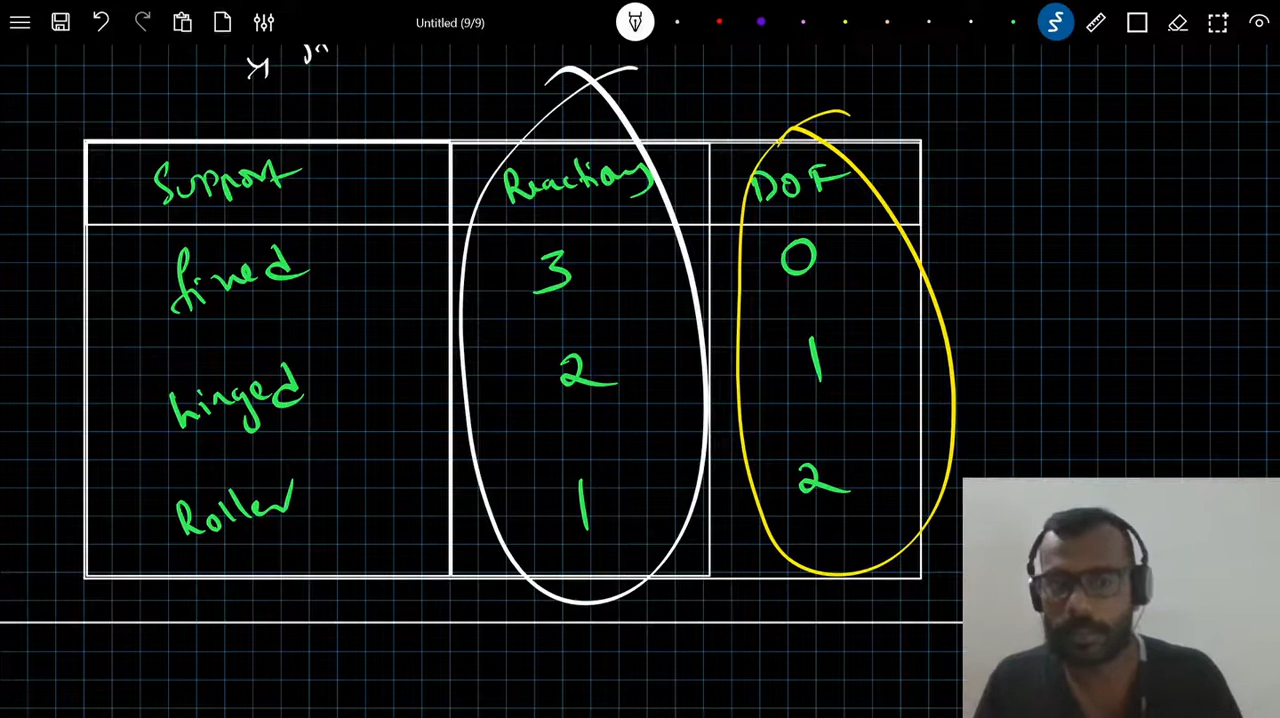 Untitled (9/9)
Support Reactions DOF
fixed 3 0
hinged 2 1
Roller 1 2